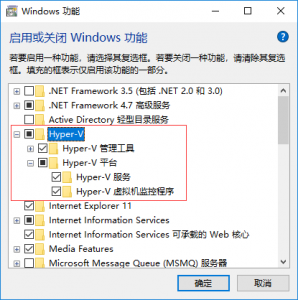 Windows 功能
启用或关闭 Windows 功能
若要启用一种功能，请选择其复选框。若要关闭一种功能，请清除其复选
框。填充的框表示仅启用该功能的一部分。
.NET Framework 3.5 (包括 .NET 2.0 和 3.0)
.NET Framework 4.7 高级服务
Active Directory 轻型目录服务
Hyper-V
Hyper-V 管理工具
Hyper-V 平台
Hyper-V 服务
Hyper-V 虚拟机监控程序
Internet Explorer 11
Internet Information Services
Internet Information Services 可承载的 Web 核心
Media Features
Microsoft Message Queue (MSMQ) 服务器
确定
取消